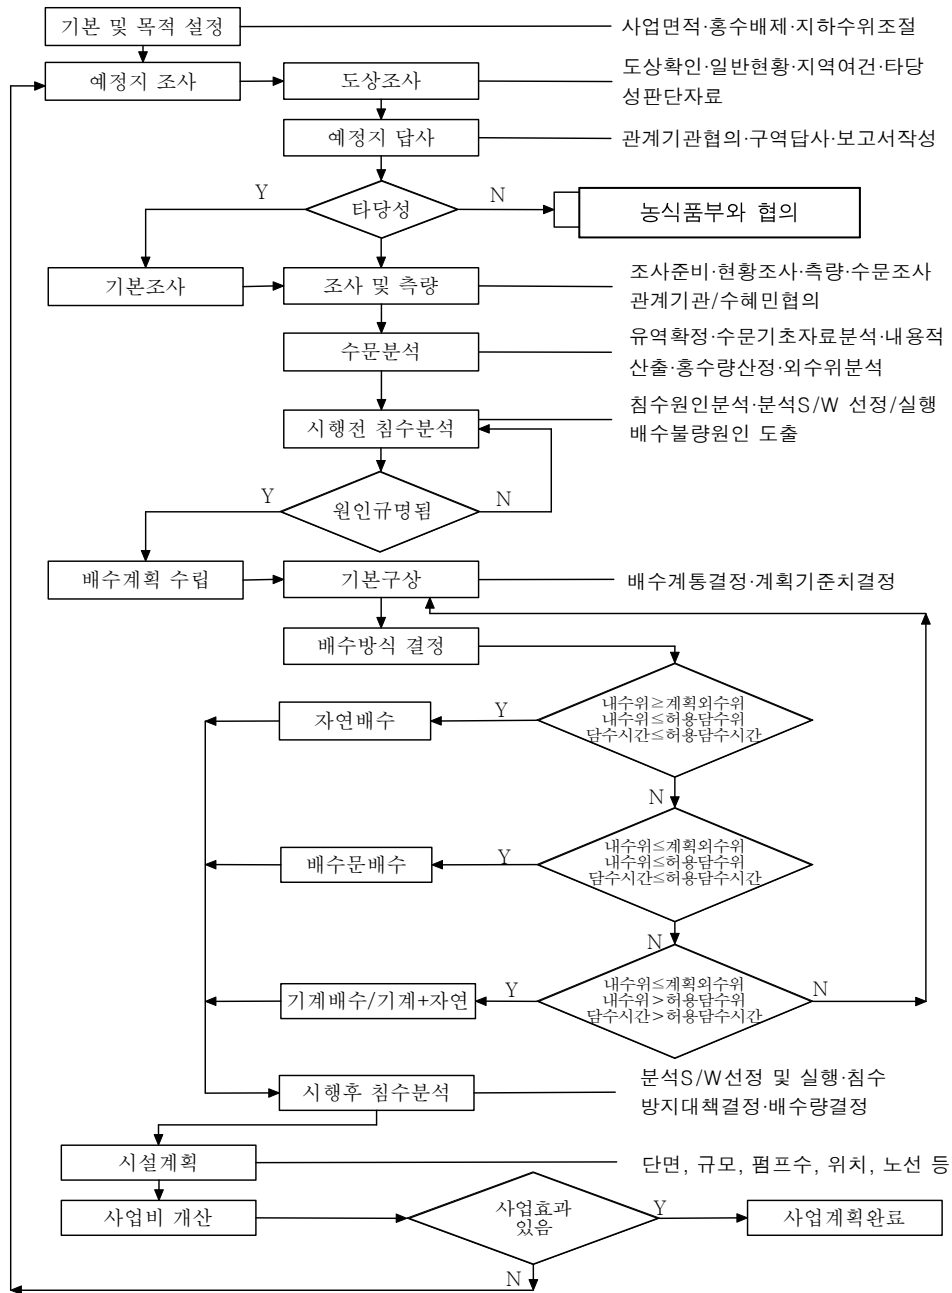 기본 및 목적 설정
사업면적·홍수배제·지하수위조절
예정지 조사
도상조사
도상확인·일반현황·지역여건·타당
성판단자료
예정지 답사
관계기관협의·구역답사·보고서작성
Y
타당성
N
농식품부와 협의
기본조사
조사 및 측량
조사준비·현황조사·측량·수문조사
관계기관/수혜민협의
수문분석
유역확정·수문기초자료분석·내용적
산출·홍수량산정·외수위분석
시행전 침수분석
침수원인분석·분석S/W 선정/실행
배수불량원인 도출
Y
원인규명됨
N
배수계획 수립
기본구상
배수계통결정·계획기준치결정
배수방식 결정
자연배수
Y
내수위≥계획외수위
내수위≤허용담수위
담수시간≤허용담수시간
N
배수문배수
Y
내수위≤계획외수위
내수위≤허용담수위
담수시간≤허용담수시간
N
기계배수/기계+자연
Y
내수위≤계획외수위
내수위>허용담수위
담수시간>허용담수시간
N
시행후 침수분석
분석S/W선정 및 실행·침수
방지대책결정·배수량결정
시설계획
단면, 규모, 펌프수, 위치, 노선 등
사업비 개산
사업효과
있음
Y
사업계획완료
N